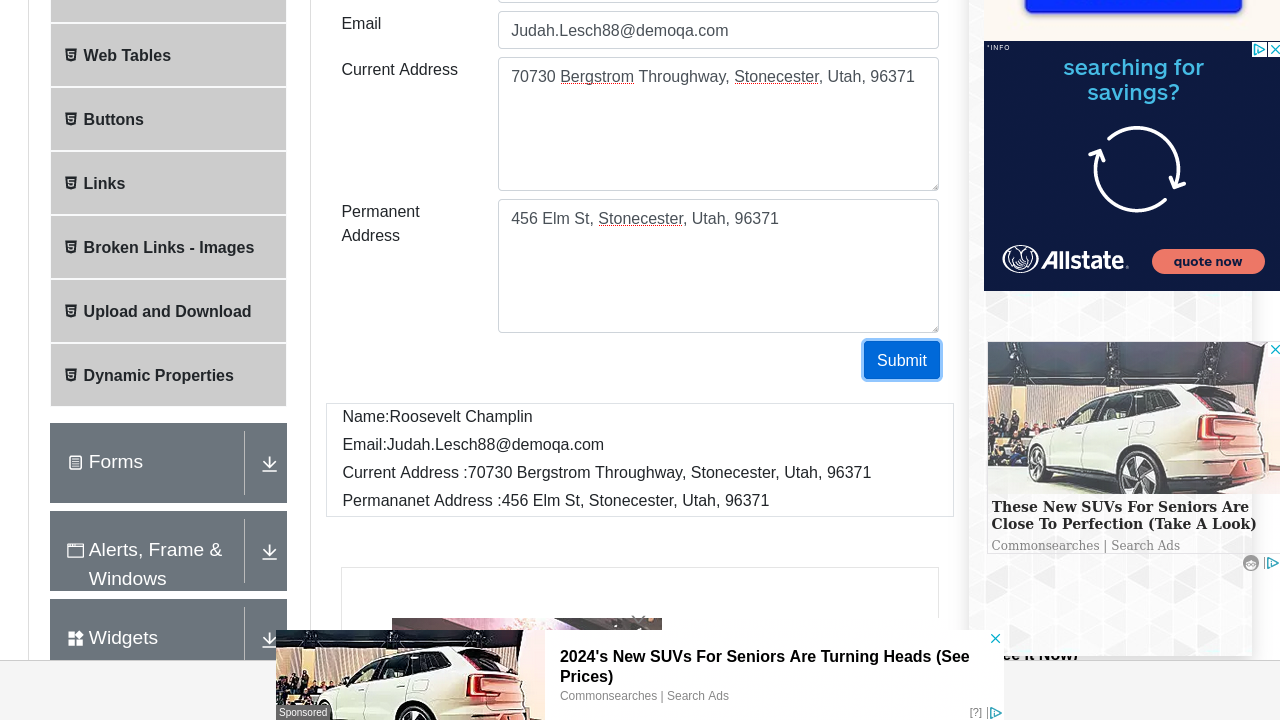 Email
Judah.Lesch88@demoqa.com
Current Address
70730 Bergstrom Throughway, Stonecester, Utah, 96371
Permanent
Address
456 Elm St, Stonecester, Utah, 96371
Submit
Name:Roosevelt Champlin
Email:Judah.Lesch88@demoqa.com
Current Address :70730 Bergstrom Throughway, Stonecester, Utah, 96371
Permananet Address :456 Elm St, Stonecester, Utah, 96371
Web Tables
Buttons
Links
Broken Links - Images
Upload and Download
Dynamic Properties
Forms
Alerts, Frame &
Windows
Widgets
*INFO
searching for
savings?
Allstate
quote now
These New SUVs For Seniors Are
Close To Perfection (Take A Look)
Commonsearches | Search Ads
2024's New SUVs For Seniors Are Turning Heads (See
Prices)
Commonsearches | Search Ads
Sponsored
[?]
It Now!